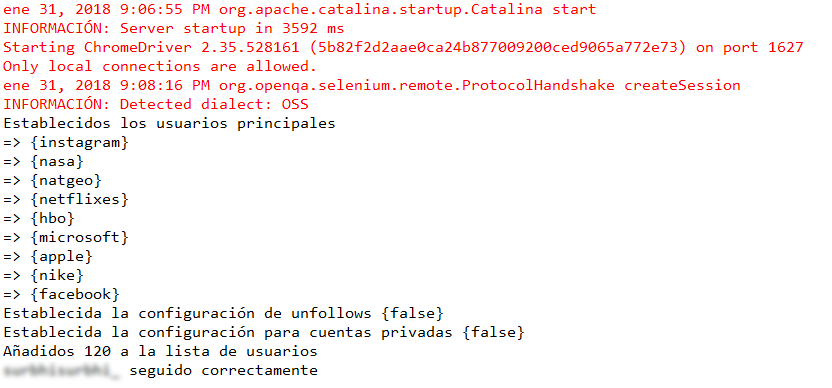 ene 31, 2018 9:06:55 PM org.apache.catalina.startup.Catalina start
INFORMACIÓN: Server startup in 3592 ms
Starting ChromeDriver 2.35.528161 (5b82f2d2aae0ca24b877009200ced9065a772e73) on port 1627
Only local connections are allowed.
ene 31, 2018 9:08:16 PM org.openqa.selenium.remote.ProtocolHandshake createSession
INFORMACIÓN: Detected dialect: OSS
Establecidos los usuarios principales
=> {instagram}
=> {nasa}
=> {natgeo}
=> {netflixes}
=> {hbo}
=> {microsoft}
=> {apple}
=> {nike}
=> {facebook}
Establecida la configuración de unfollows {false}
Establecida la configuración para cuentas privadas {false}
Añadidos 120 a la lista de usuarios
seguido correctamente